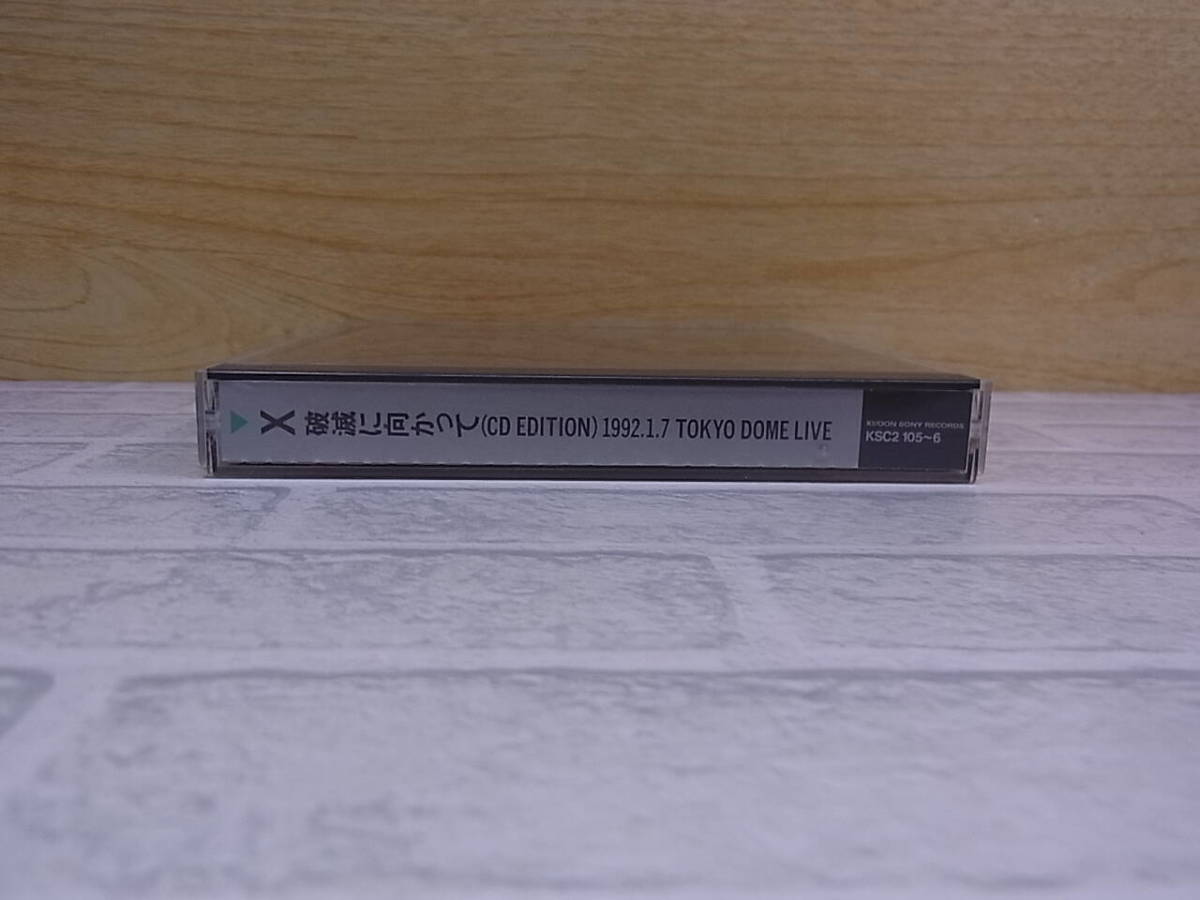 X 破滅に向かって (CD EDITION) 1992.1.7 TOKYO DOME LIVE
KI/OON SONY RECORDS
KSC2 105~6